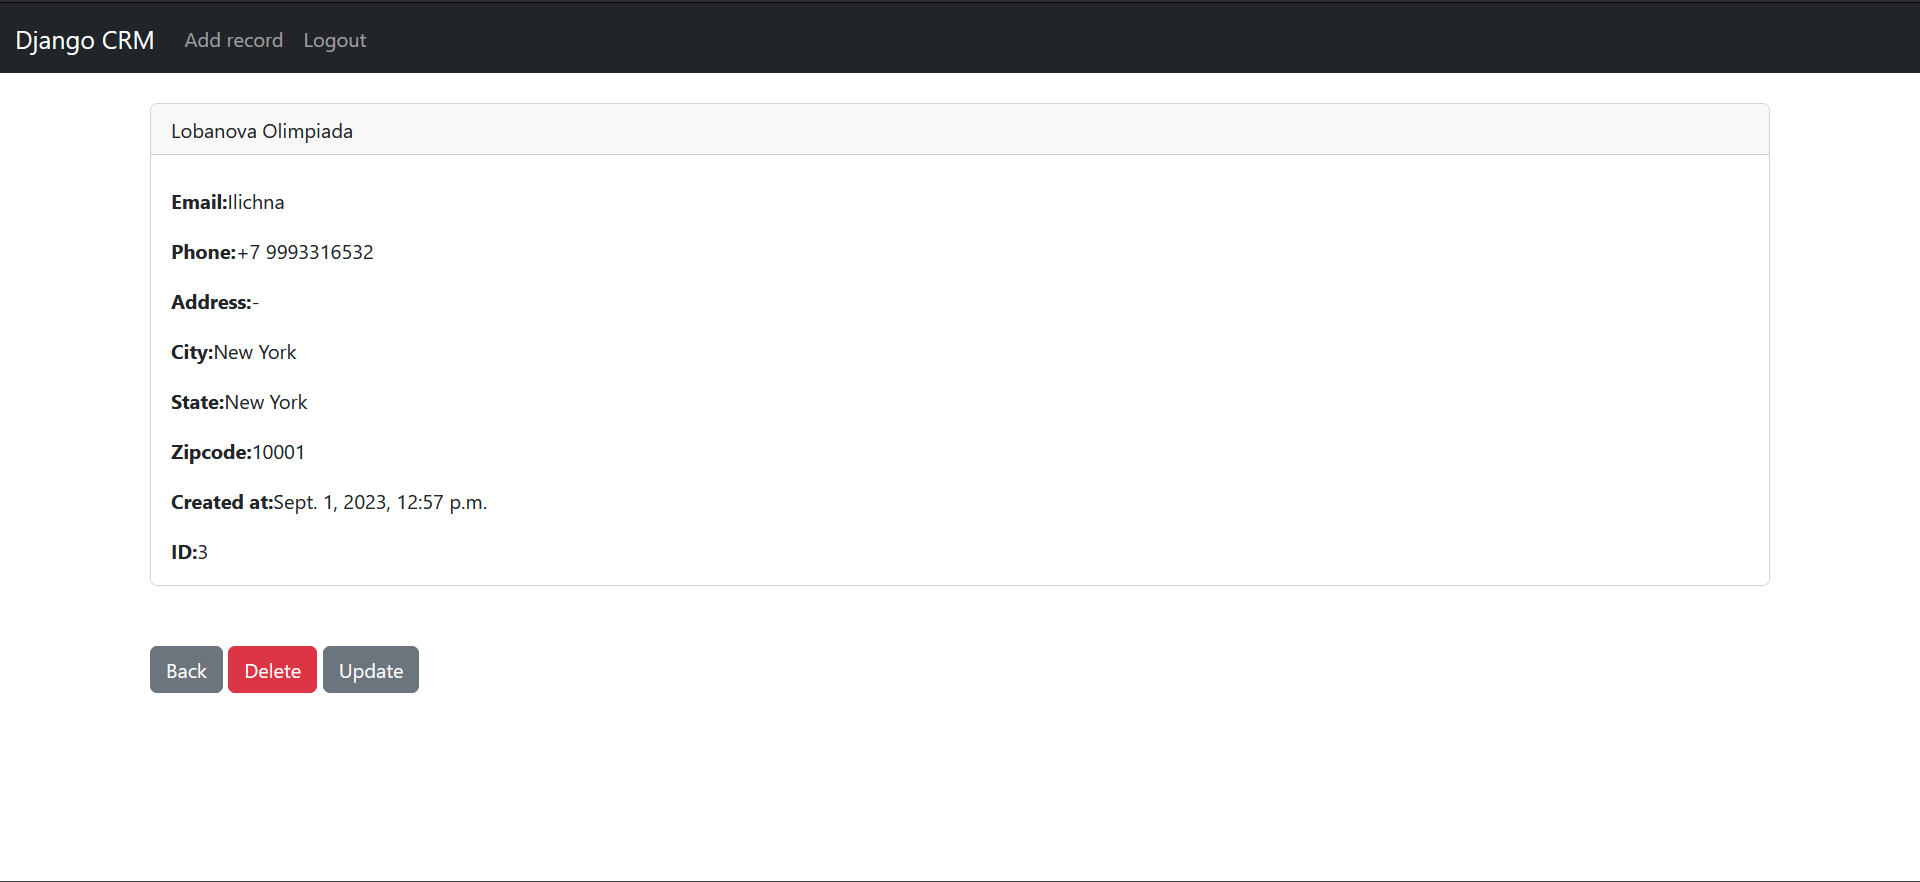 Django CRM Add record Logout
Lobanova Olimpiada
Email:Ilichna
Phone:+7 9993316532
Address:-
City:New York
State:New York
Zipcode:10001
Created at:Sept. 1, 2023, 12:57 p.m.
ID:3
Back Delete Update